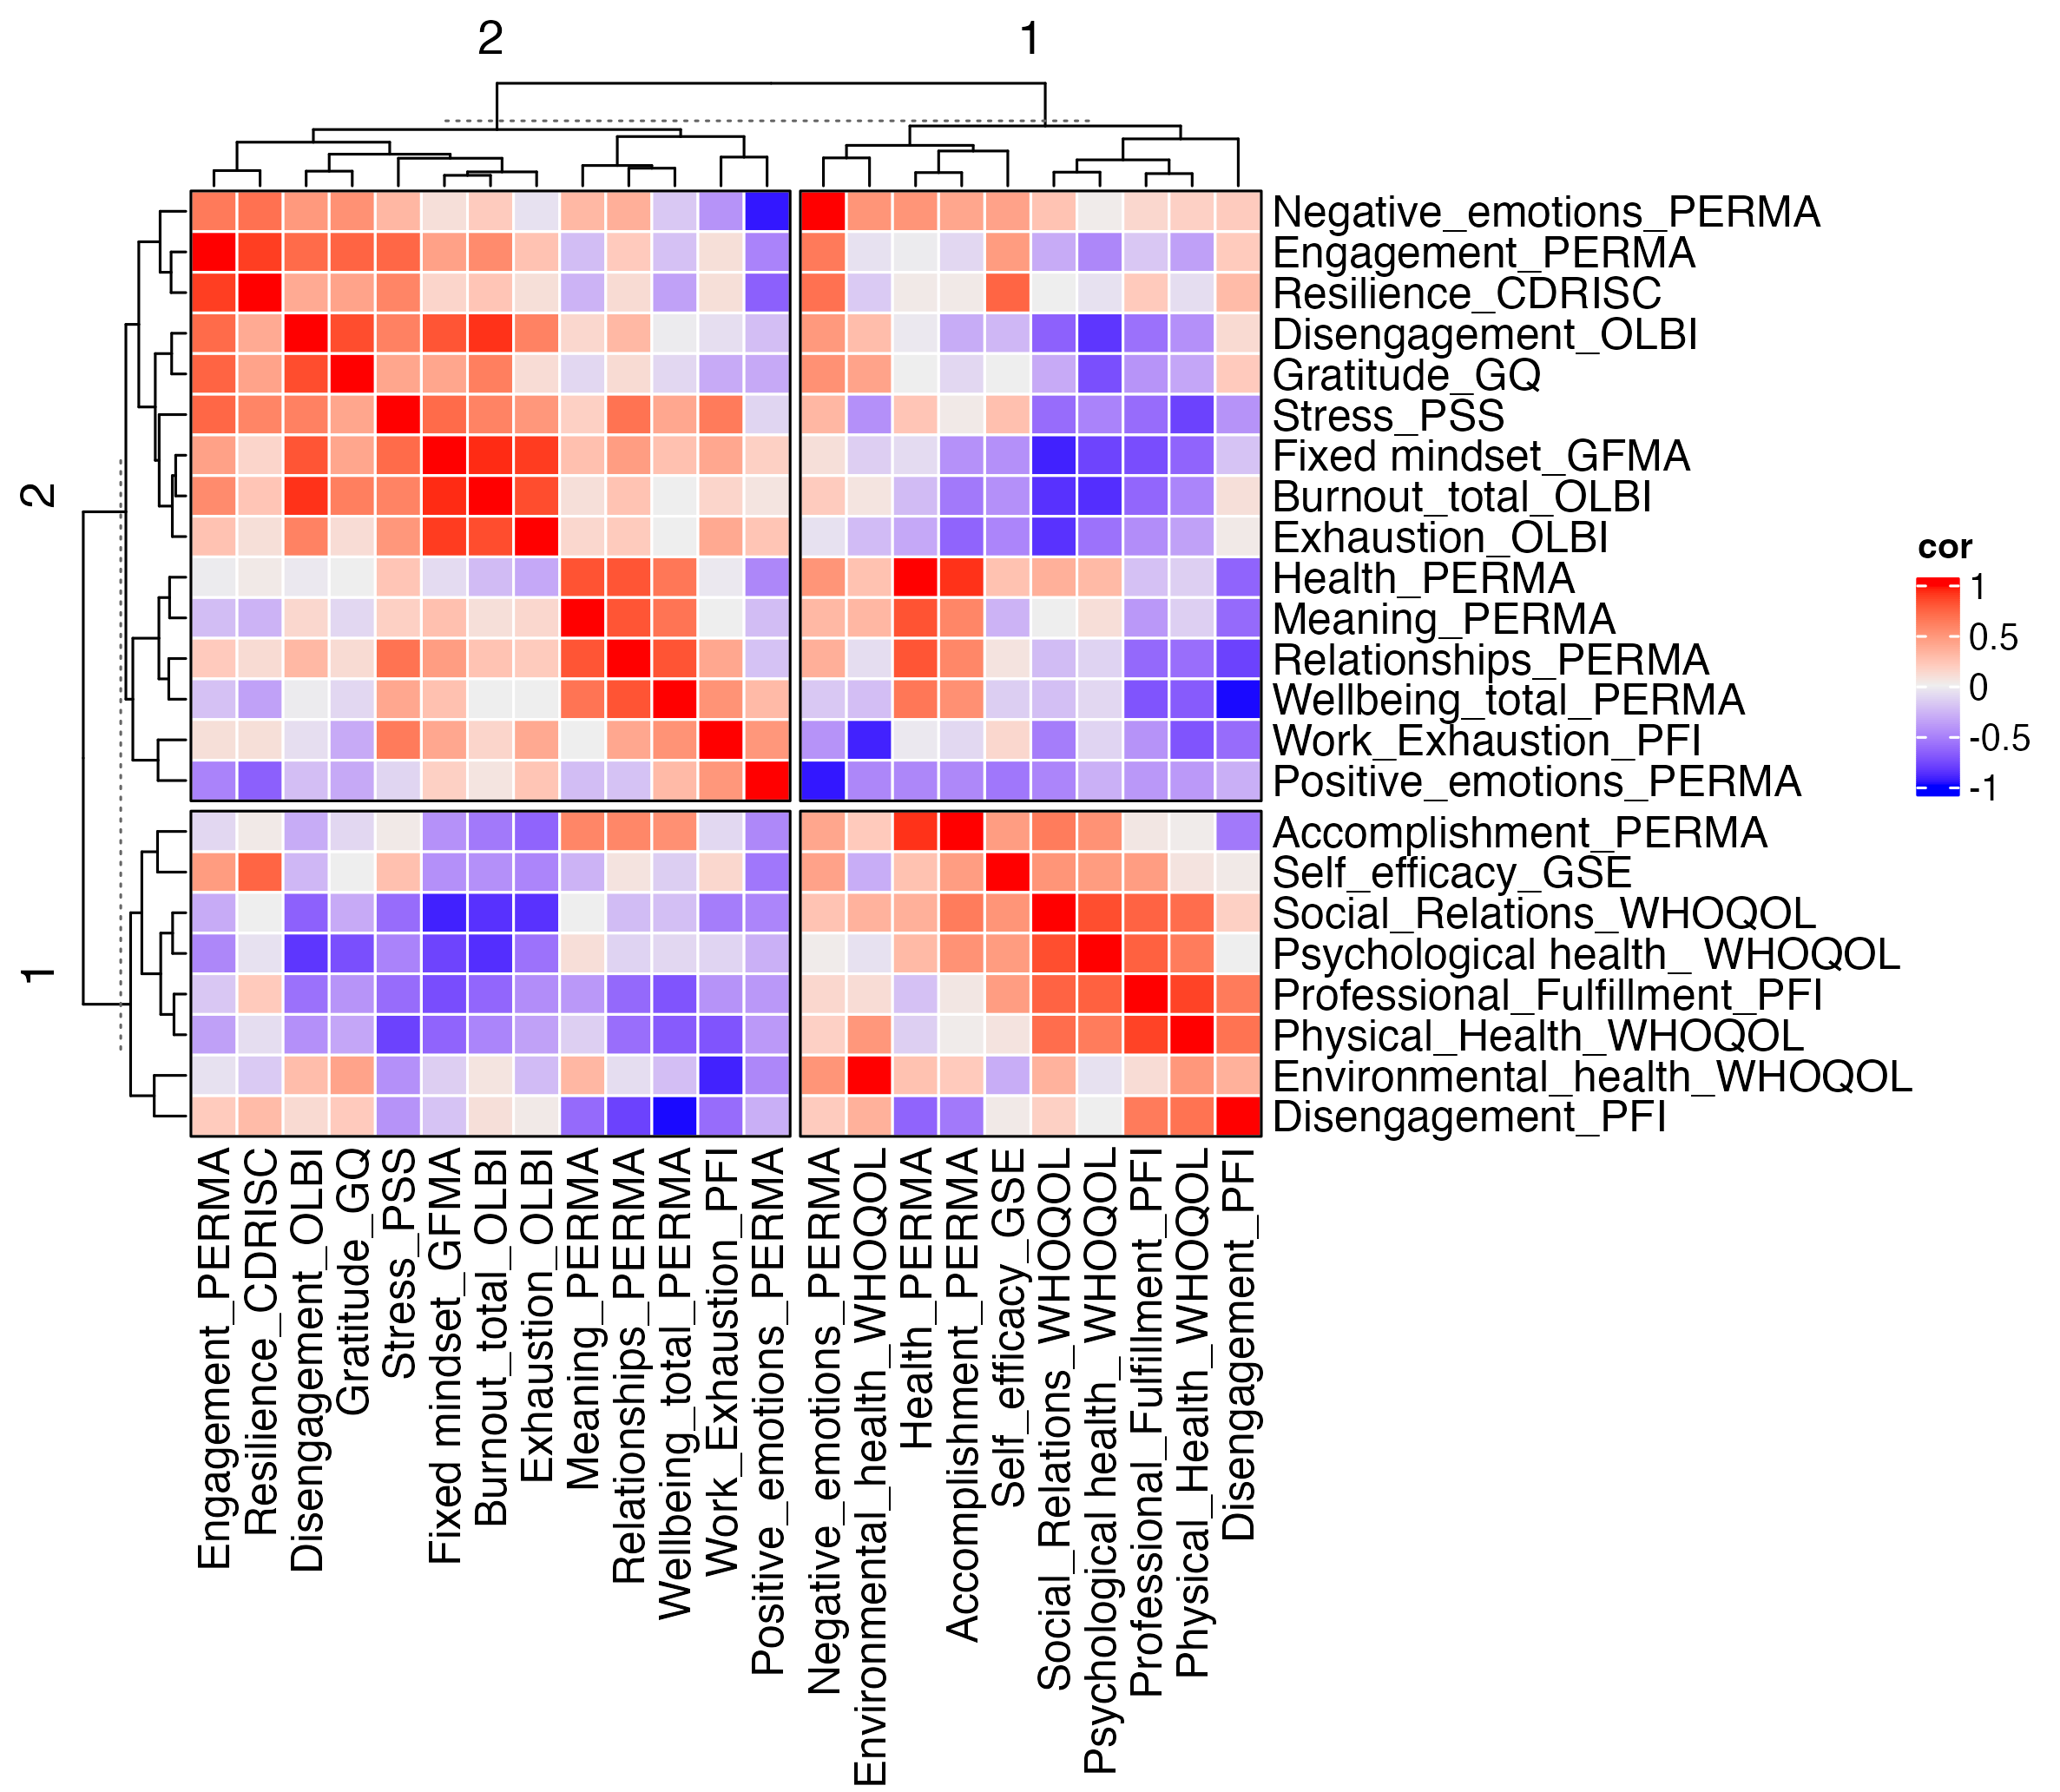 2
1
Negative_emotions_PERMA
Engagement_PERMA
Resilience_CDRISC
Disengagement_OLBI
Gratitude_GQ
Stress_PSS
Fixed mindset_GFMA
Burnout_total_OLBI
Exhaustion_OLBI
Health_PERMA
Meaning_PERMA
Relationships_PERMA
Wellbeing_total_PERMA
Work_Exhaustion_PFI
Positive_emotions_PERMA
2
Accomplishment_PERMA
Self_efficacy_GSE
Social_Relations_WHOQOL
Psychological health_ WHOQOL
Professional_Fulfillment_PFI
Physical_Health_WHOQOL
Environmental_health_WHOQOL
Disengagement_PFI
1
cor
1
0.5
0
-0.5
-1
Engagement_PERMA
Resilience_CDRISC
Disengagement_OLBI
Gratitude_GQ
Stress_PSS
Fixed mindset_GFMA
Burnout_total_OLBI
Exhaustion_OLBI
Meaning_PERMA
Relationships_PERMA
Wellbeing_total_PERMA
Work_Exhaustion_PFI
Positive_emotions_PERMA
Negative_emotions_PERMA
Environmental_health_WHOQOL
Health_PERMA
Accomplishment_PERMA
Self_efficacy_GSE
Social_Relations_WHOQOL
Psychological health_ WHOQOL
Professional_Fulfillment_PFI
Physical_Health_WHOQOL
Disengagement_PFI